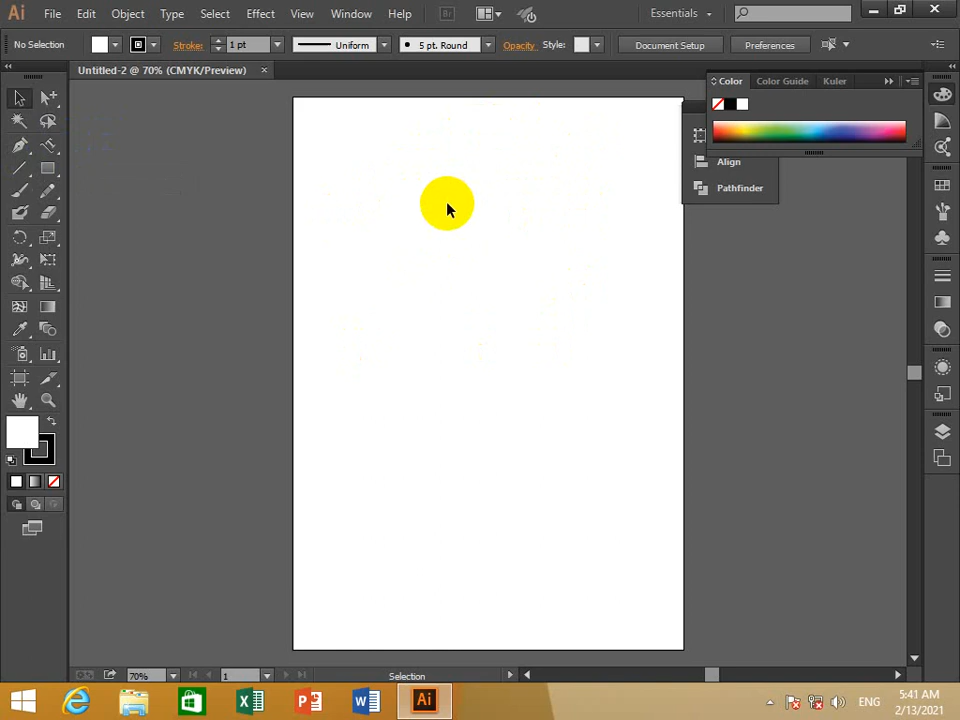 Ai File Edit Object Type Select Effect View Window Help Br Essentials
No Selection Stroke: 1 pt Uniform 5 pt. Round Opacity Style: Document Setup Preferences
Untitled-2 @ 70% (CMYK/Preview)
Color Color Guide Kuler
Align
Pathfinder
70% 1 Selection
Ai ENG 5:41 AM
2/13/2021